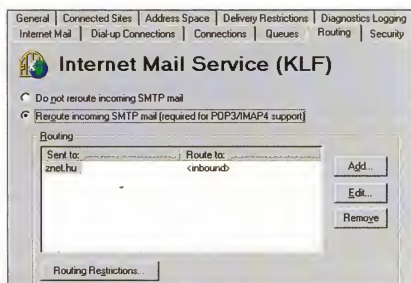 General Connected Sites Address Space Delivery Restrictions Diagnostics Logging
Internet Mail Dial-up Connections Connections Queues Routing Security
Internet Mail Service (KLF)
Do not reroute incoming SMTP mail
Reroute incoming SMTP mail (required for POP3/IMAP4 support)
Routing
Sent to: Route to:
znet.hu <inbound>
Add...
Edit...
Remove
Routing Restrictions...